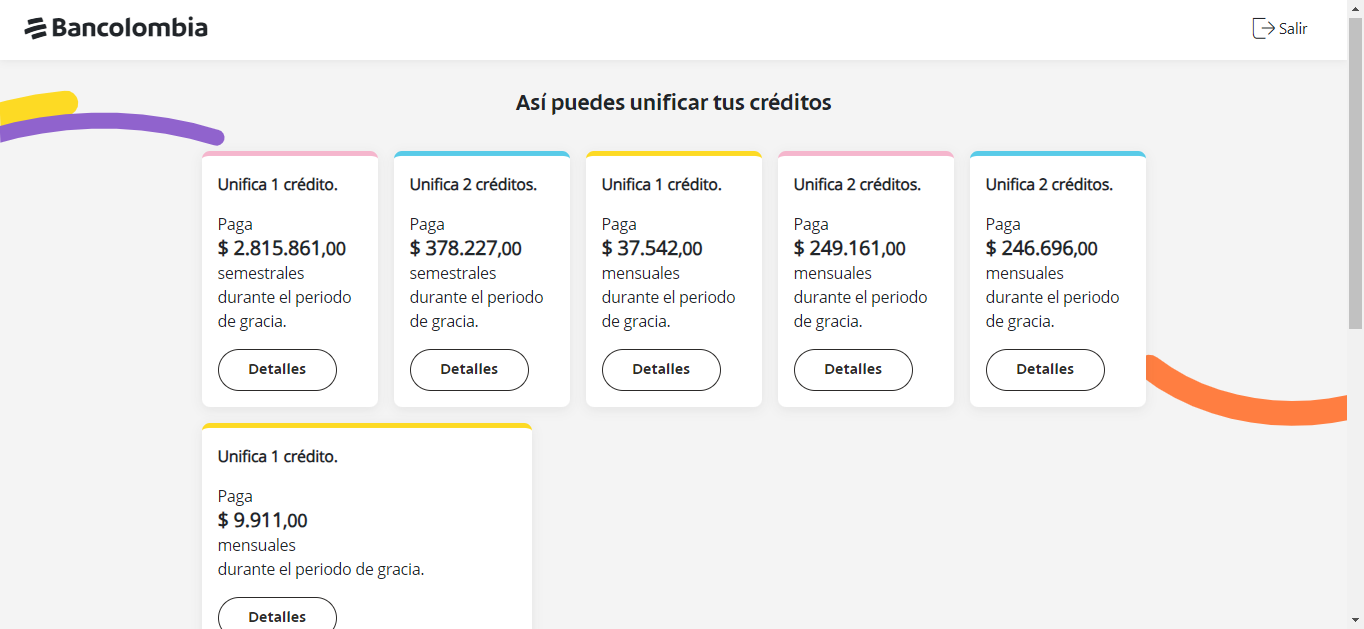 Bancolombia
Salir
Así puedes unificar tus créditos
Unifica 1 crédito.
Paga
$ 2.815.861,00
semestrales
durante el periodo
de gracia.
Detalles
Unifica 2 créditos.
Paga
$ 378.227,00
semestrales
durante el periodo
de gracia.
Detalles
Unifica 1 crédito.
Paga
$ 37.542,00
mensuales
durante el periodo
de gracia.
Detalles
Unifica 2 créditos.
Paga
$ 249.161,00
mensuales
durante el periodo
de gracia.
Detalles
Unifica 2 créditos.
Paga
$ 246.696,00
mensuales
durante el periodo
de gracia.
Detalles
Unifica 1 crédito.
Paga
$ 9.911,00
mensuales
durante el periodo de gracia.
Detalles